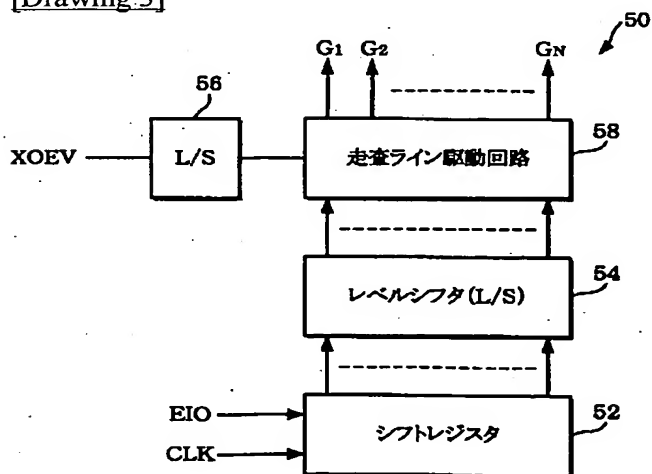 [Drawing 3]
50
G1 G2 GN
56
58
XOEV L/S 走査ライン駆動回路
54
レベルシフタ(L/S)
52
EIO シフトレジスタ
CLK